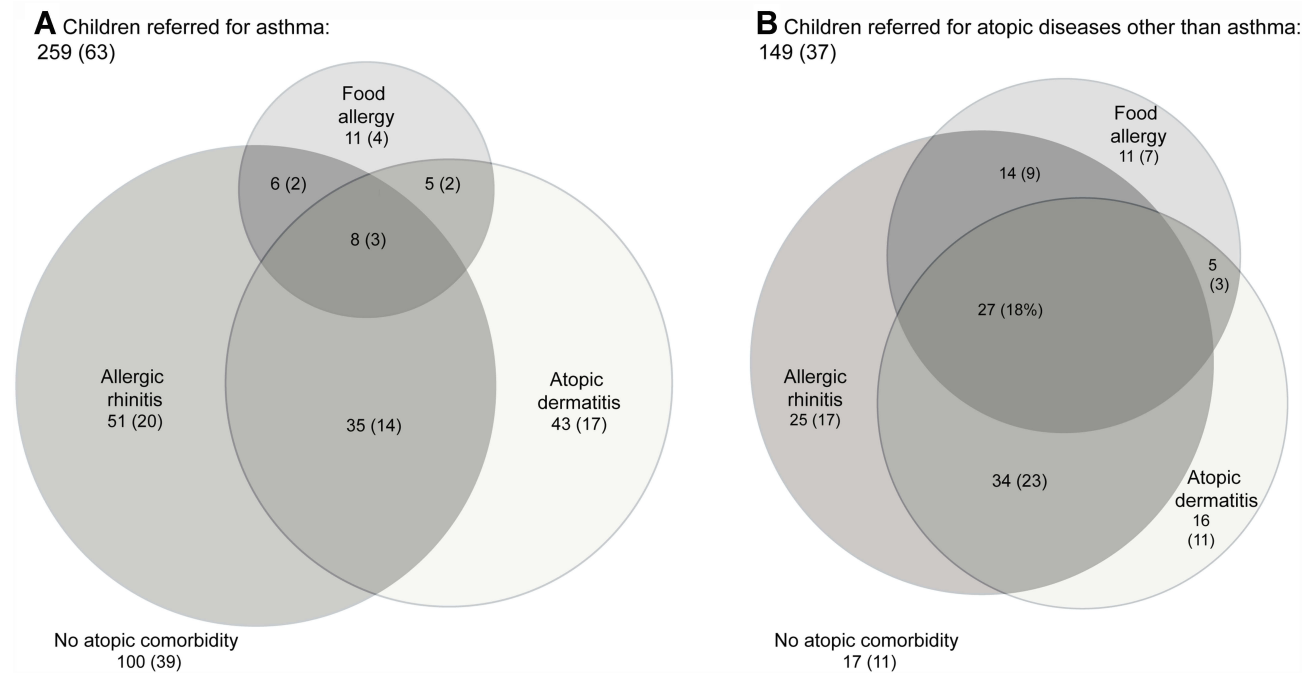 A Children referred for asthma:
259 (63)
Food
allergy
11 (4)
6 (2)
5 (2)
8 (3)
Allergic
rhinitis
51 (20)
35 (14)
Atopic
dermatitis
43 (17)
No atopic comorbidity
100 (39)
B Children referred for atopic diseases other than asthma:
149 (37)
Food
allergy
11 (7)
14 (9)
5
(3)
27 (18%)
Allergic
rhinitis
25 (17)
34 (23)
Atopic
dermatitis
16
(11)
No atopic comorbidity
17 (11)